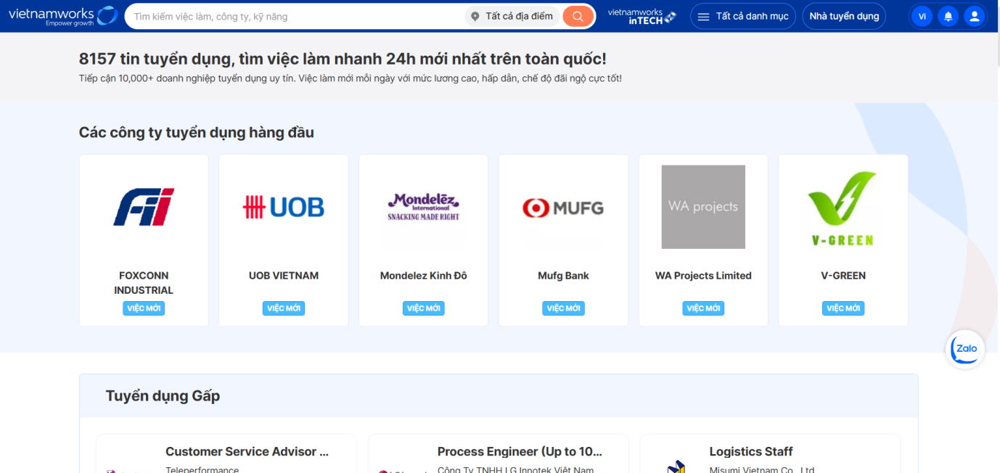 vietnamworks
Empower growth
Tìm kiếm việc làm, công ty, kỹ năng
Tất cả địa điểm
vietnamworks
inTECH
Tất cả danh mục
Nhà tuyển dụng
Vi
8157 tin tuyển dụng, tìm việc làm nhanh 24h mới nhất trên toàn quốc!
Tiếp cận 10,000+ doanh nghiệp tuyển dụng uy tín. Việc làm mới mỗi ngày với mức lương cao, hấp dẫn, chế độ đãi ngộ cực tốt!
Các công ty tuyển dụng hàng đầu
Fii
UOB
Mondelēz
International
SNACKING MADE RIGHT
MUFG
WA projects
V-GREEN
FOXCONN
INDUSTRIAL
UOB VIETNAM
Mondelez Kinh Đô
Mufg Bank
WA Projects Limited
V-GREEN
VIỆC MỚI
VIỆC MỚI
VIỆC MỚI
VIỆC MỚI
VIỆC MỚI
VIỆC MỚI
Zalo
Tuyển dụng Gấp
Customer Service Advisor ...
Process Engineer (Up to 10...
Logistics Staff
Teleperformance
Công Ty TNHH LG Innotek Việt Nam
Misumi Vietnam Co., Ltd